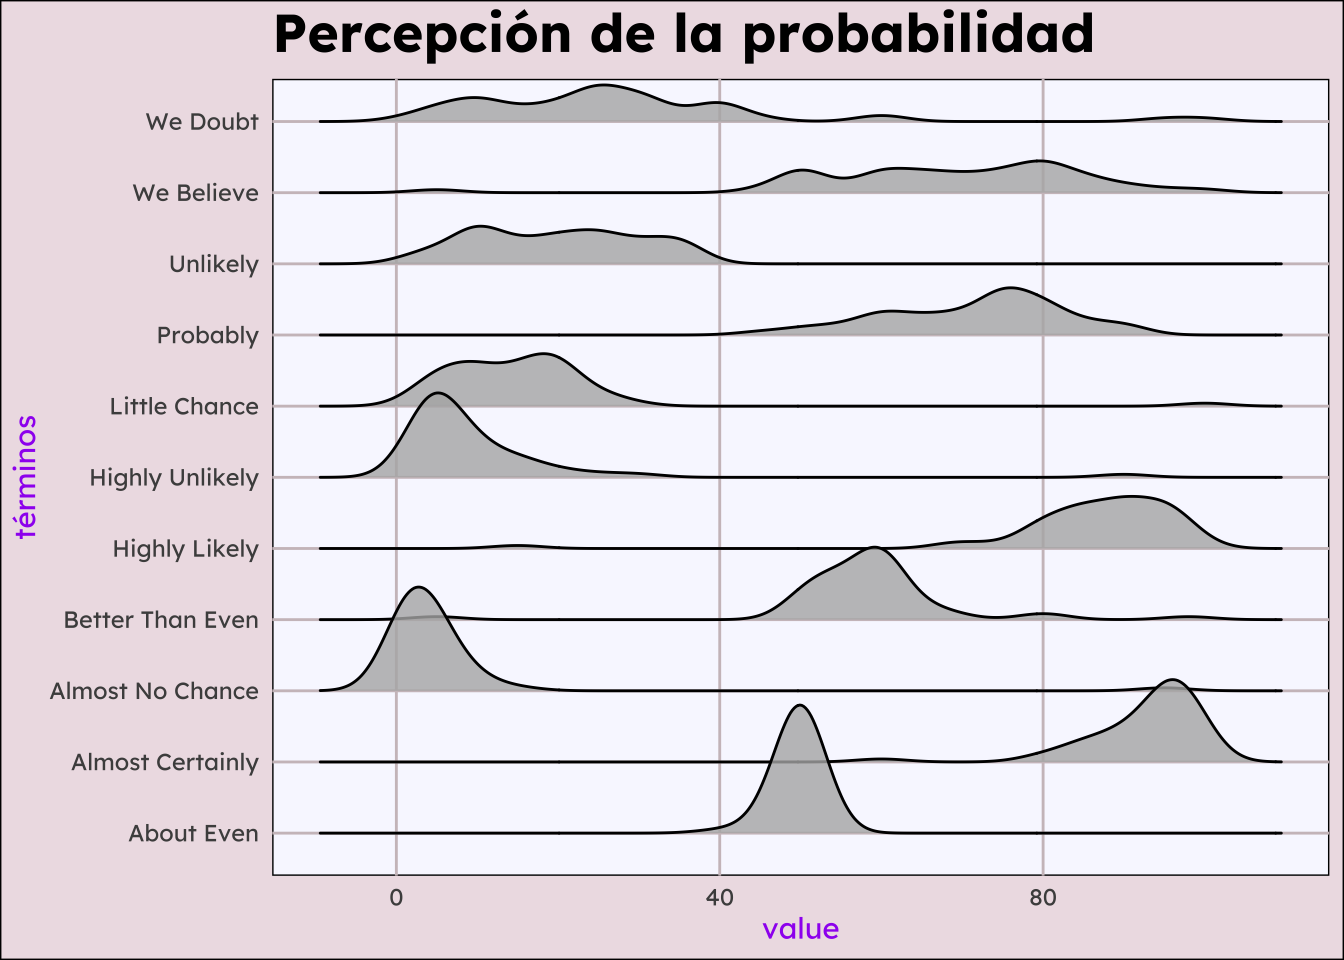 Percepción de la probabilidad
We Doubt
We Believe
Unlikely
Probably
Little Chance
Highly Unlikely
Highly Likely
Better Than Even
Almost No Chance
Almost Certainly
About Even
términos
0 40 80
value